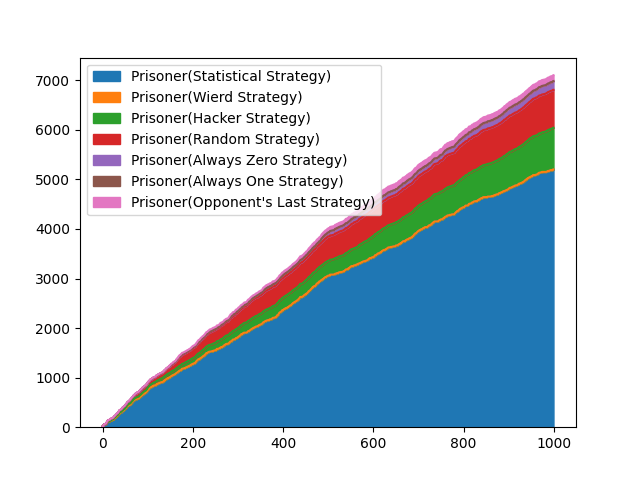 7000
6000
5000
4000
3000
2000
1000
0
Prisoner(Statistical Strategy)
Prisoner(Wierd Strategy)
Prisoner(Hacker Strategy)
Prisoner(Random Strategy)
Prisoner(Always Zero Strategy)
Prisoner(Always One Strategy)
Prisoner(Opponent's Last Strategy)
0 200 400 600 800 1000